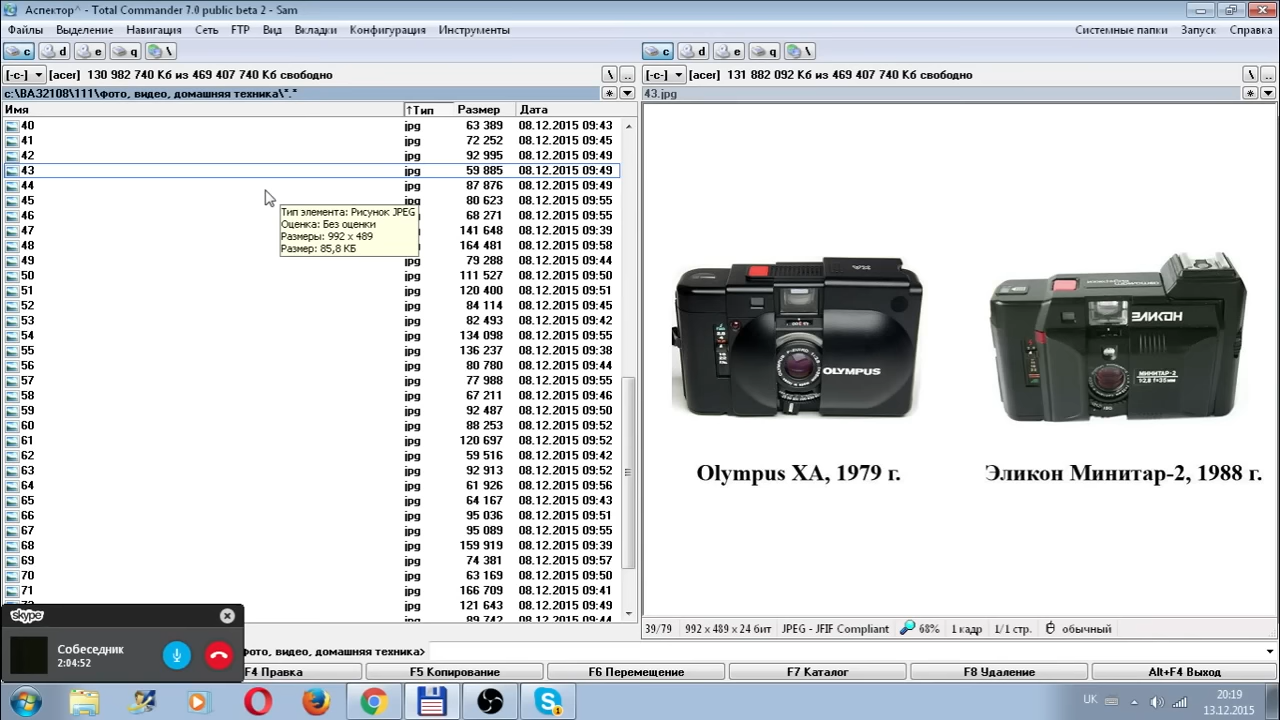 Аспектор^ - Total Commander 7.0 public beta 2 - Sam
Файлы Выделение Навигация Сеть FTP Вид Вкладки Конфигурация Инструменты Системные папки Запуск Справка
c d e q \ c d e q \
[-c-] [acer] 130 982 740 Кб из 469 407 740 Кб свободно \ .. [-c-] [acer] 131 882 092 Кб из 469 407 740 Кб свободно \ ..
c:\BA32108\111\Фото, видео, домашняя техника\*.* * 43.jpg *
Имя ↑Тип Размер Дата
40 jpg 63 389 08.12.2015 09:43
41 jpg 72 252 08.12.2015 09:45
42 jpg 92 995 08.12.2015 09:49
43 jpg 59 885 08.12.2015 09:49
44 jpg 87 876 08.12.2015 09:49
45 jpg 80 623 08.12.2015 09:55
46 jpg 68 271 08.12.2015 09:55
47 jpg 141 648 08.12.2015 09:39
48 jpg 164 481 08.12.2015 09:58
49 jpg 79 288 08.12.2015 09:44
50 jpg 111 527 08.12.2015 09:50
51 jpg 120 400 08.12.2015 09:51
52 jpg 84 114 08.12.2015 09:45
53 jpg 82 493 08.12.2015 09:42
54 jpg 134 098 08.12.2015 09:55
55 jpg 136 237 08.12.2015 09:38
56 jpg 80 780 08.12.2015 09:44
57 jpg 77 988 08.12.2015 09:55
58 jpg 67 211 08.12.2015 09:46
59 jpg 92 487 08.12.2015 09:50
60 jpg 88 253 08.12.2015 09:52
61 jpg 120 697 08.12.2015 09:52
62 jpg 59 516 08.12.2015 09:42
63 jpg 92 913 08.12.2015 09:52
64 jpg 61 926 08.12.2015 09:56
65 jpg 64 167 08.12.2015 09:43
66 jpg 95 036 08.12.2015 09:51
67 jpg 95 089 08.12.2015 09:55
68 jpg 159 919 08.12.2015 09:39
69 jpg 74 381 08.12.2015 09:57
70 jpg 63 169 08.12.2015 09:50
71 jpg 166 709 08.12.2015 09:41
jpg 121 643 08.12.2015 09:49
89 742 08.12.2015 09:44
Тип элемента: Рисунок JPEG
Оценка: Без оценки
Размеры: 992 x 489
Размер: 85,8 КБ
OLYMPUS
ЭЛИКОН
МИНИТАР-2
Olympus XA, 1979 г. Эликон Минитар-2, 1988 г.
39/79 992 x 489 x 24 бит JPEG - JFIF Compliant 68% 1 кадр 1/1 стр. обычный
skype
Собеседник
2:04:52
фото, видео, домашняя техника>
F4 Правка F5 Копирование F6 Перемещение F7 Каталог F8 Удаление Alt+F4 Выход
UK 20:19
13.12.2015